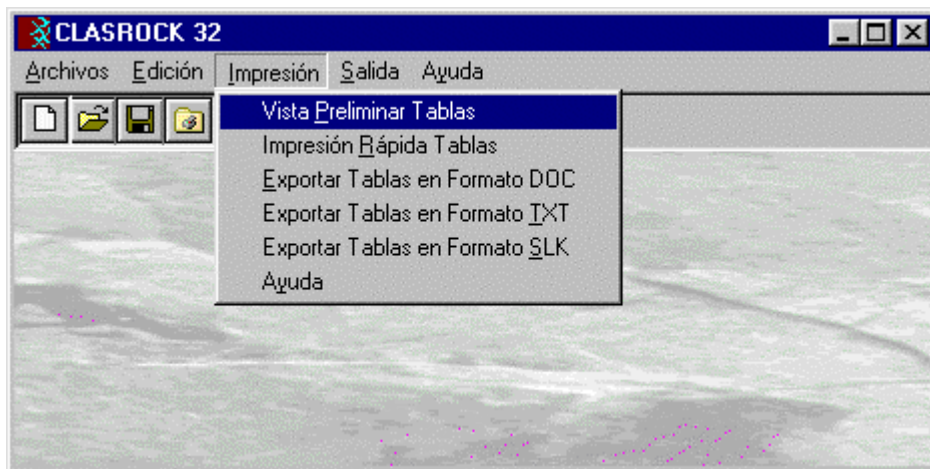 CLASROCK 32
Archivos Edición Impresión Salida Ayuda
Vista Preliminar Tablas
Impresión Rápida Tablas
Exportar Tablas en Formato DOC
Exportar Tablas en Formato TXT
Exportar Tablas en Formato SLK
Ayuda